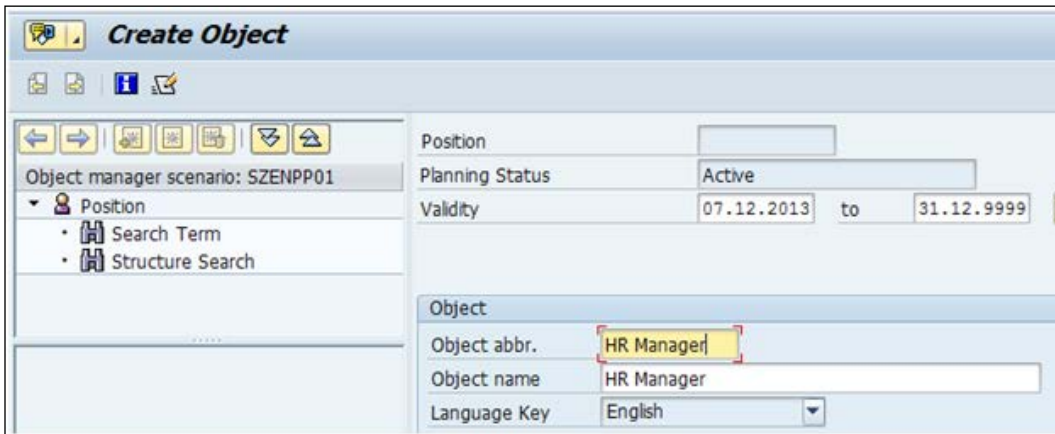 Create Object
Object manager scenario: SZENPP01
Position
Search Term
Structure Search
Position
Planning Status Active
Validity 07.12.2013 to 31.12.9999
Object
Object abbr. HR Manager
Object name HR Manager
Language Key English